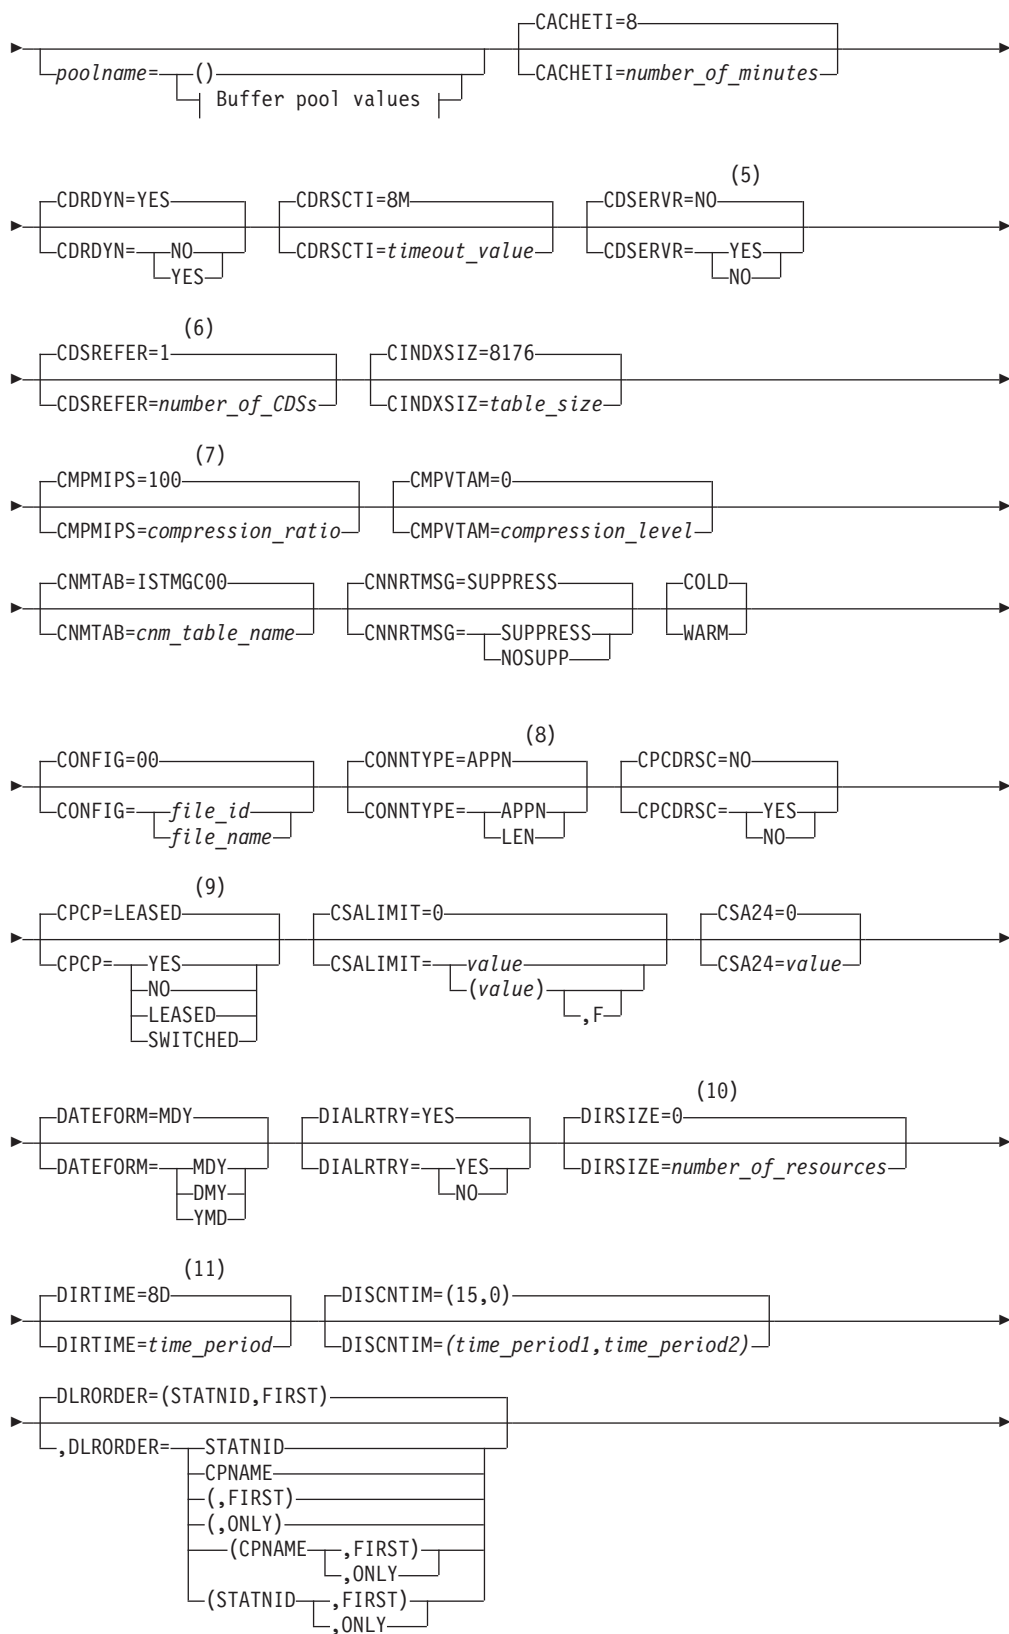 CACHETI=8
poolname= () CACHETI=number_of_minutes
Buffer pool values
(5)
CDRDYN=YES CDRSCTI=8M CDSERVR=NO
CDRDYN= NO CDRSCTI=timeout_value CDSERVR= YES
YES NO
(6)
CDSREFER=1 CINDXSIZ=8176
CDSREFER=number_of_CDSs CINDXSIZ=table_size
(7)
CMPMIPS=100 CMPVTAM=0
CMPMIPS=compression_ratio CMPVTAM=compression_level
CNMTAB=ISTMGC00 CNNRTMSG=SUPPRESS COLD
CNMTAB=cnm_table_name CNNRTMSG= SUPPRESS WARM
NOSUPP
(8)
CONFIG=00 CONNTYPE=APPN CPCDRSC=NO
CONFIG= file_id CONNTYPE= APPN CPCDRSC= YES
file_name LEN NO
(9)
CPCP=LEASED CSALIMIT=0 CSA24=0
CPCP= YES CSALIMIT= value CSA24=value
NO (value)
LEASED ,F
SWITCHED
(10)
DATEFORM=MDY DIALRTRY=YES DIRSIZE=0
DATEFORM= MDY DIALRTRY= YES DIRSIZE=number_of_resources
DMY NO
YMD
(11)
DIRTIME=8D DISCNTIM=(15,0)
DIRTIME=time_period DISCNTIM=(time_period1,time_period2)
DLRORDER=(STATNID,FIRST)
,DLRORDER= STATNID
CPNAME
(,FIRST)
(,ONLY)
(CPNAME ,FIRST)
,ONLY
(STATNID ,FIRST)
,ONLY